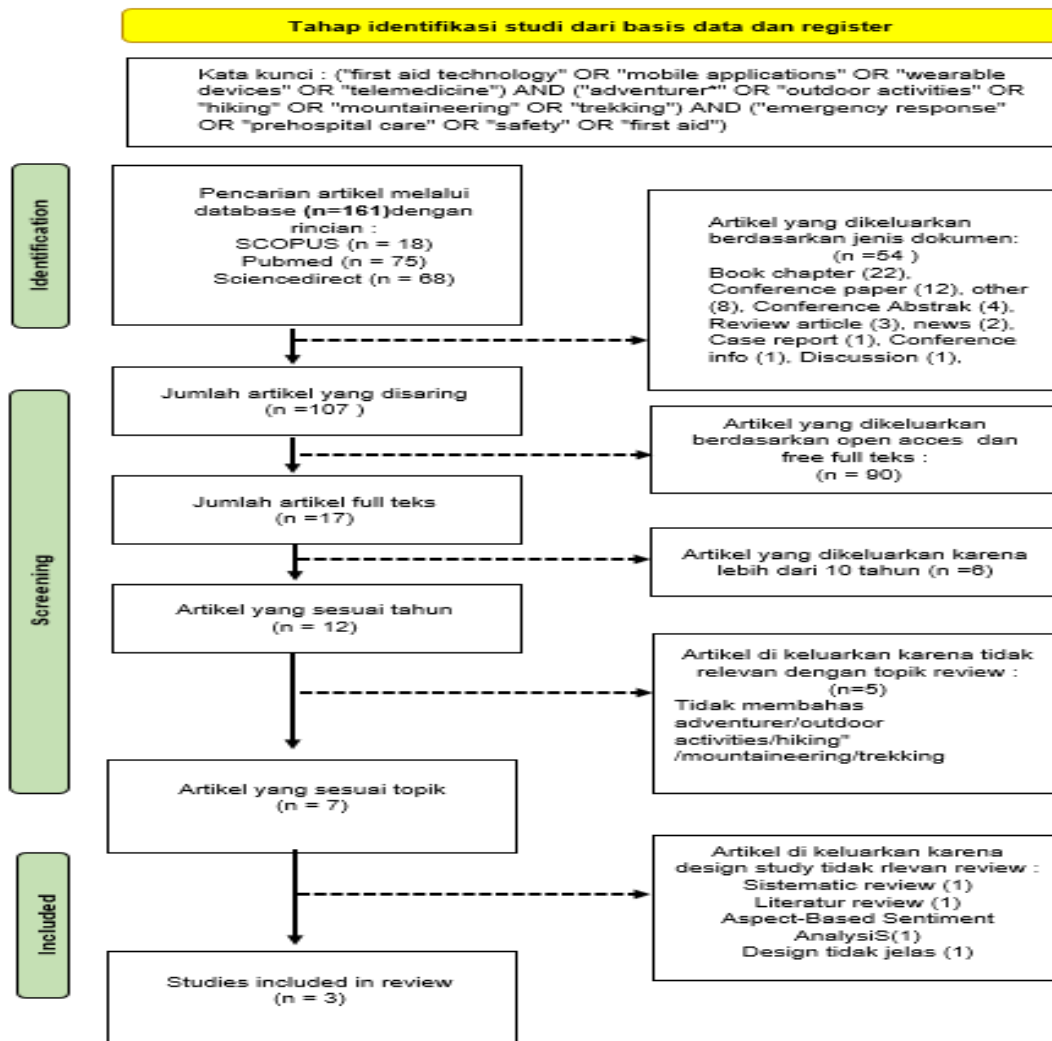 Tahap identifikasi studi dari basis data dan register
Kata kunci : ("first aid technology" OR "mobile applications" OR "wearable
devices" OR "telemedicine") AND ("adventurer*" OR "outdoor activities" OR
"hiking" OR "mountaineering" OR "trekking") AND ("emergency response"
OR "prehospital care" OR "safety" OR "first aid")
Identification
Pencarian artikel melalui
database (n=161)dengan
rincian :
SCOPUS (n = 18)
Pubmed (n = 75)
Sciencedirect (n = 68)
Artikel yang dikeluarkan
berdasarkan jenis dokumen:
(n =54 )
Book chapter (22),
Conference paper (12), other
(8), Conference Abstrak (4),
Review article (3), news (2),
Case report (1), Conference
info (1), Discussion (1),
Screening
Jumlah artikel yang disaring
(n =107 )
Artikel yang dikeluarkan
berdasarkan open acces dan
free full teks :
(n = 90)
Jumlah artikel full teks
(n =17)
Artikel yang dikeluarkan karena
lebih dari 10 tahun (n =6)
Artikel yang sesuai tahun
(n = 12)
Artikel di keluarkan karena tidak
relevan dengan topik review :
(n=5)
Tidak membahas
adventurer/outdoor
activities/hiking"
/mountaineering/trekking
Artikel yang sesuai topik
(n = 7)
Included
Artikel di keluarkan karena
design study tidak rlevan review :
Sistematic review (1)
Literatur review (1)
Aspect-Based Sentiment
AnalysiS(1)
Design tidak jelas (1)
Studies included in review
(n = 3)